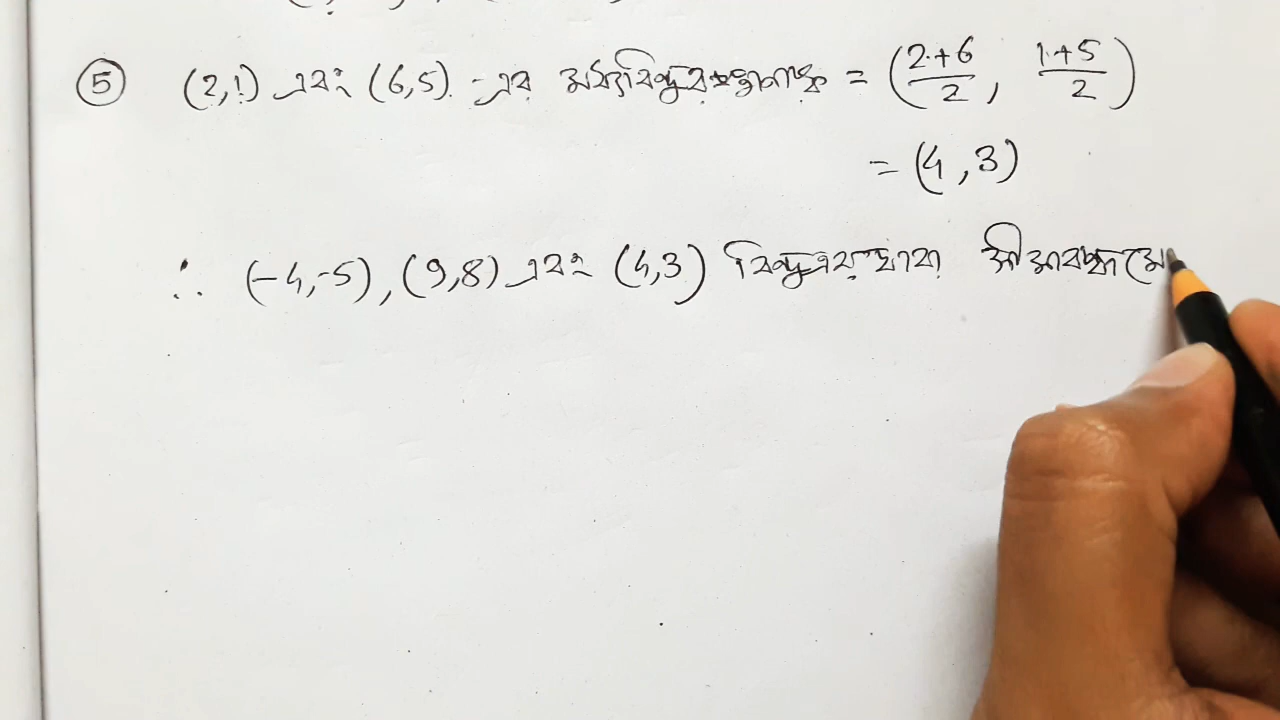 ⑤ (2,1) এবং (6,5) -এর মধ্যবিন্দুর স্থানাঙ্ক = (2+6/2, 1+5/2)
= (4,3)
∴ (-4,-5), (9,8) এবং (4,3) বিন্দুত্রয় দ্বারা সীমাবদ্ধ